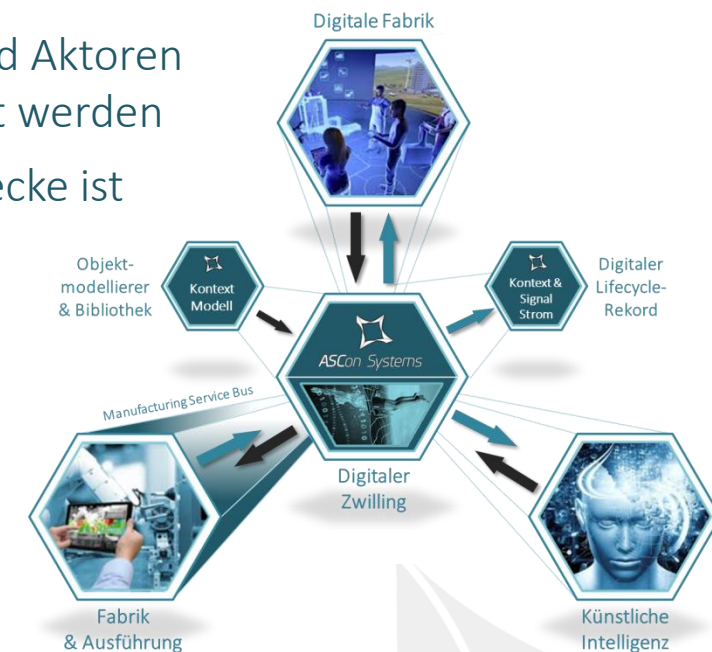 Digitale Fabrik
d Aktoren
t werden
ecke ist
Objekt-
modellierer
& Bibliothek
Kontext
Modell
Kontext &
Signal
Strom
Digitaler
Lifecycle-
Rekord
ASCon Systems
Manufacturing Service Bus
Digitaler
Zwilling
Fabrik
& Ausführung
Künstliche
Intelligenz